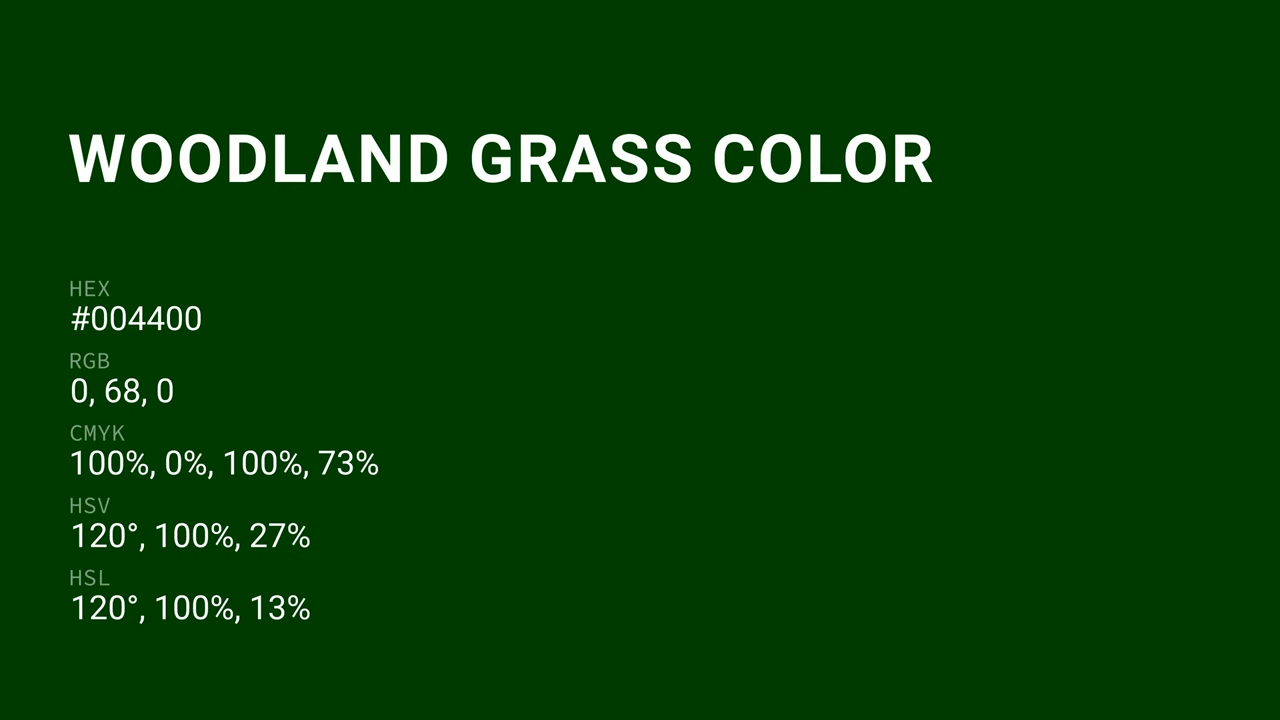 WOODLAND GRASS COLOR
HEX
#004400
RGB
0, 68, 0
CMYK
100%, 0%, 100%, 73%
HSV
120°, 100%, 27%
HSL
120°, 100%, 13%